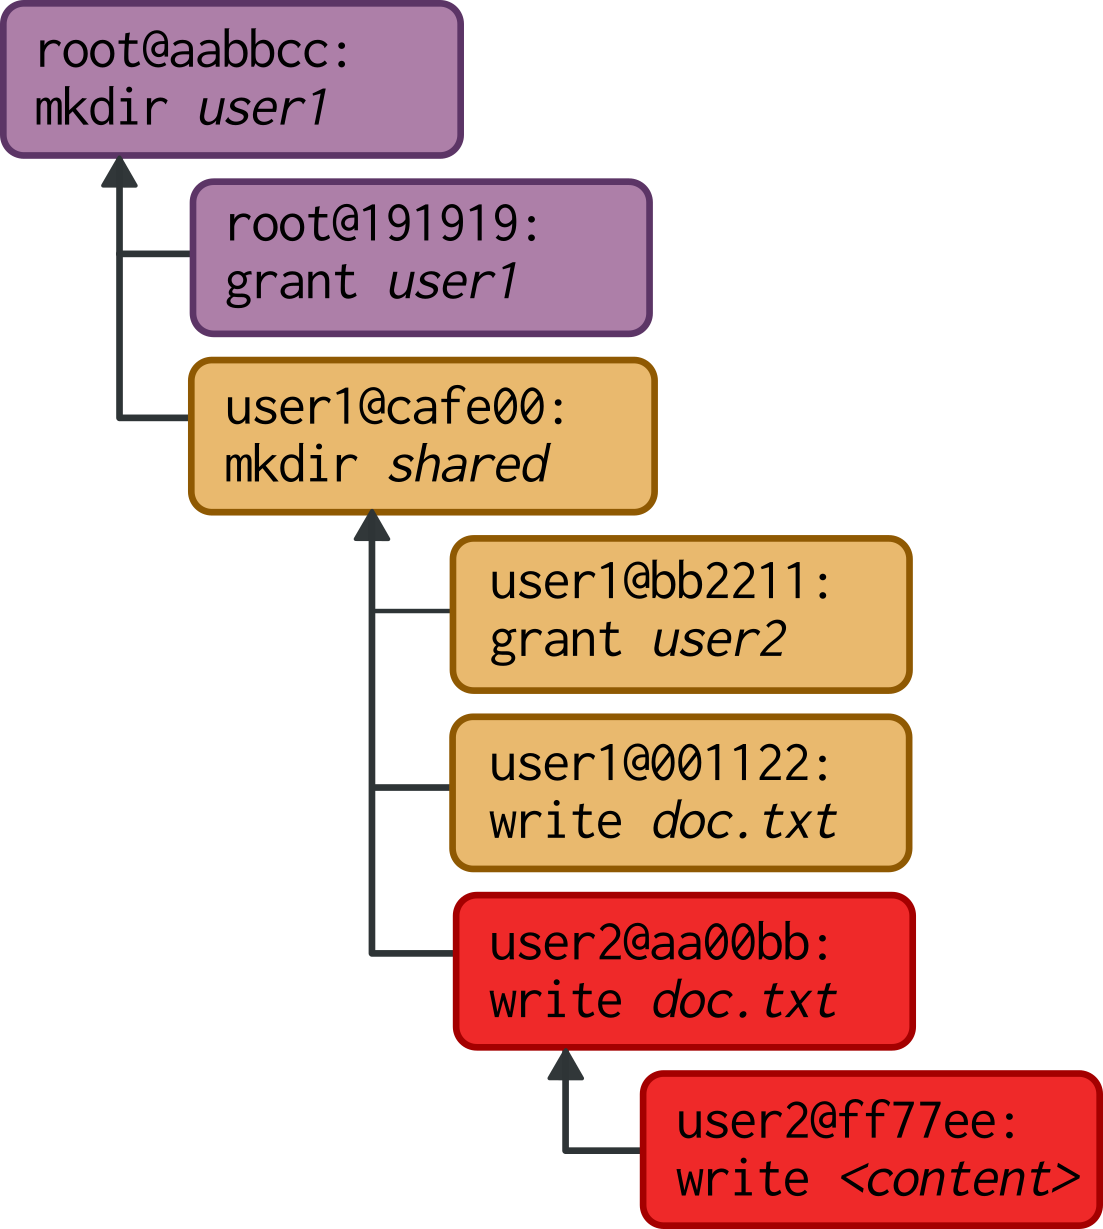 root@aabbcc:
mkdir user1
root@191919:
grant user1
user1@cafe00:
mkdir shared
user1@bb2211:
grant user2
user1@001122:
write doc.txt
user2@aa00bb:
write doc.txt
user2@ff77ee:
write <content>